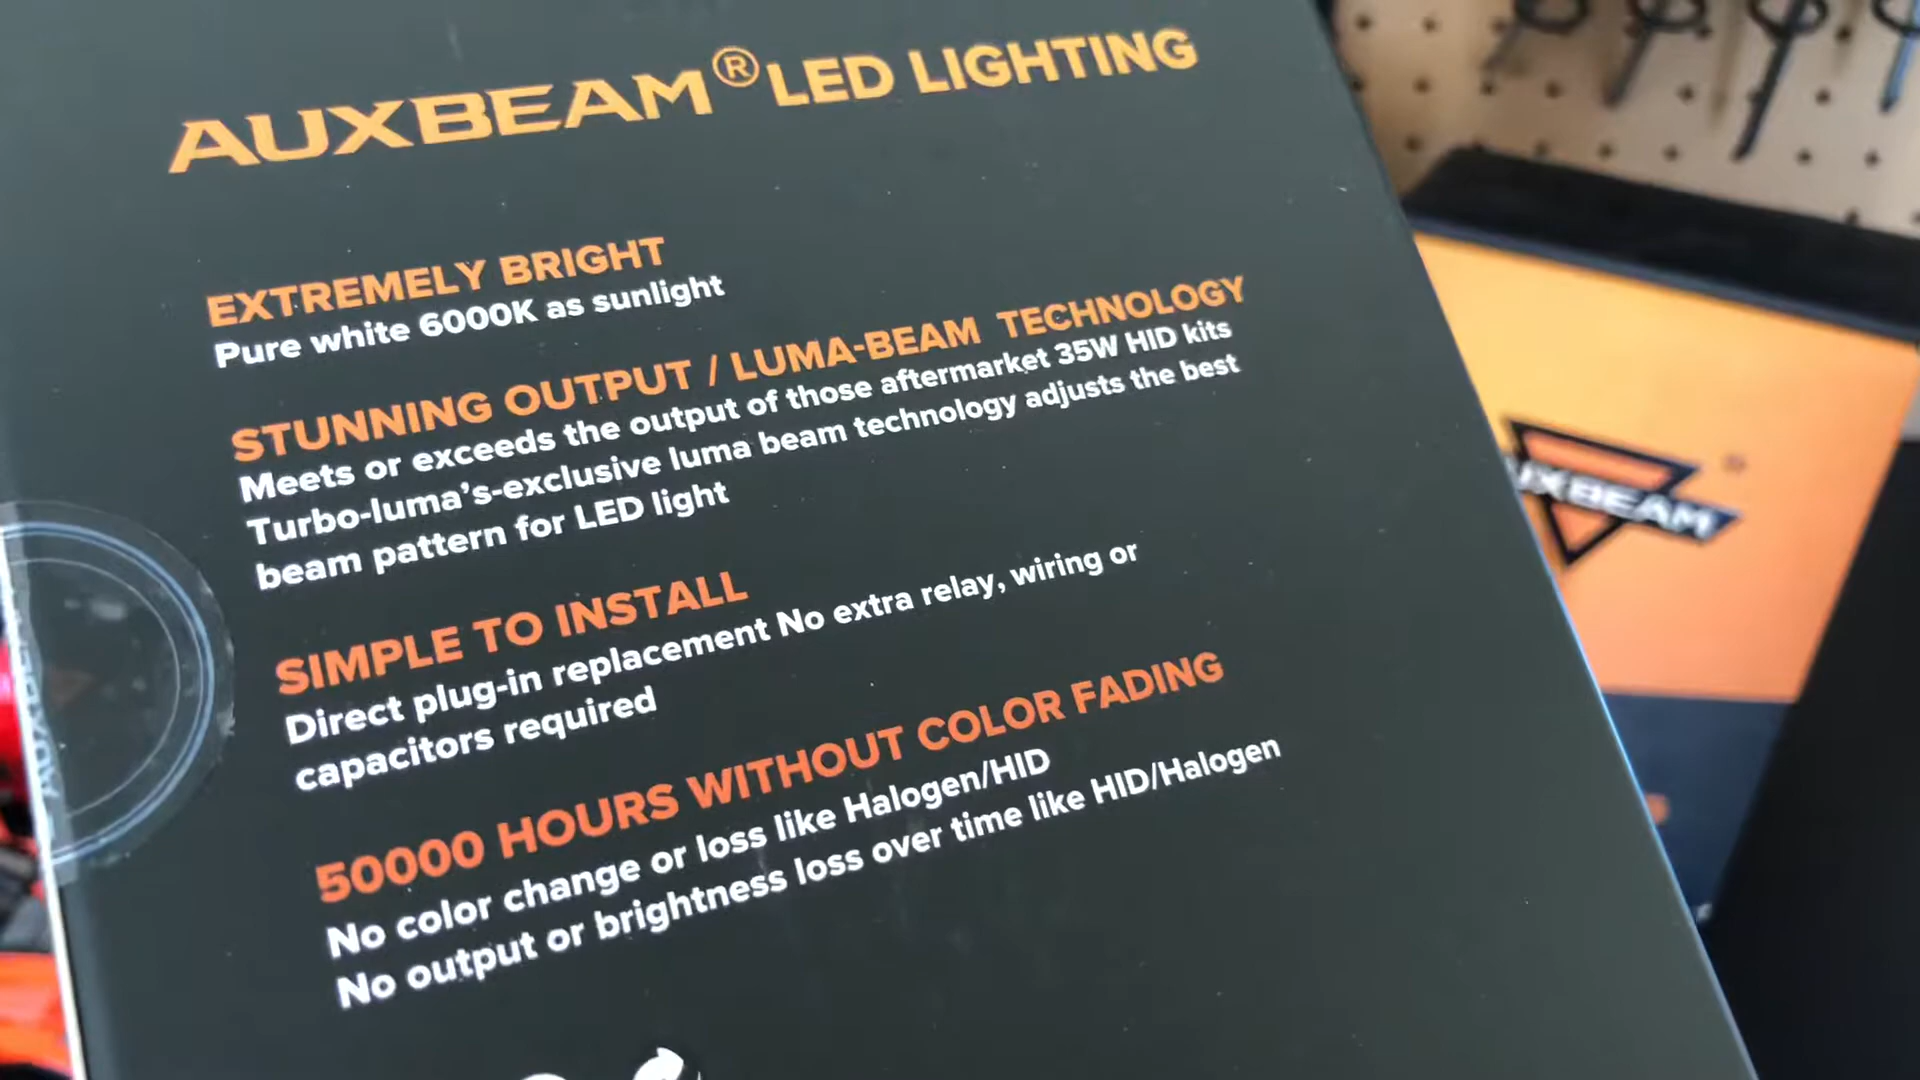 AUXBEAM® LED LIGHTING
EXTREMELY BRIGHT
Pure white 6000K as sunlight
STUNNING OUTPUT / LUMA-BEAM TECHNOLOGY
Meets or exceeds the output of those aftermarket 35W HID kits
Turbo-luma's-exclusive luma beam technology adjusts the best
beam pattern for LED light
SIMPLE TO INSTALL
Direct plug-in replacement No extra relay, wiring or
capacitors required
50000 HOURS WITHOUT COLOR FADING
No color change or loss like Halogen/HID
No output or brightness loss over time like HID/Halogen
AUXBEAM